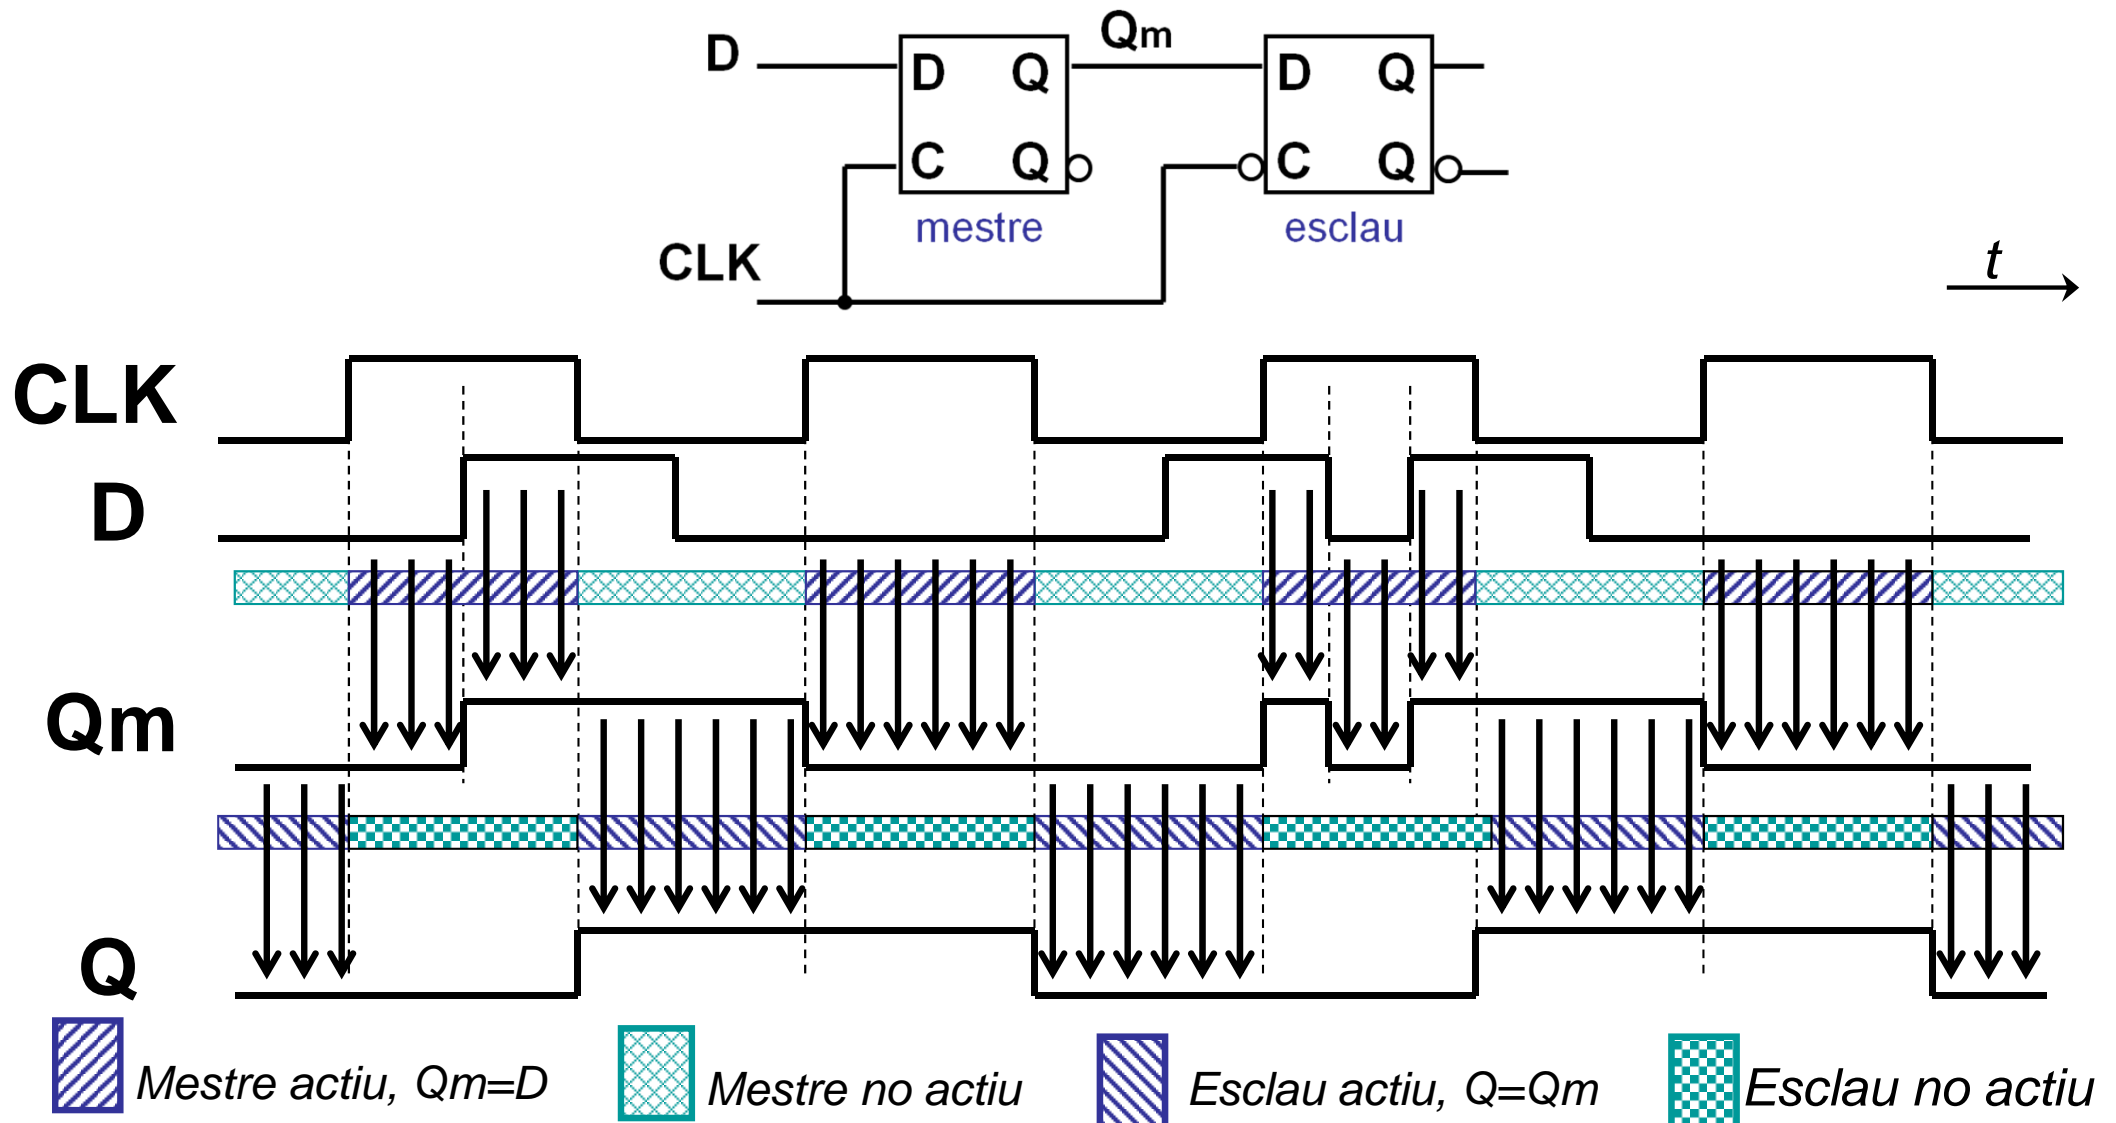 D
Qm
D Q
C Q
mestre
D Q
C Q
esclau
CLK
t
CLK
D
Qm
Q
Mestre actiu, Qm=D
Mestre no actiu
Esclau actiu, Q=Qm
Esclau no actiu